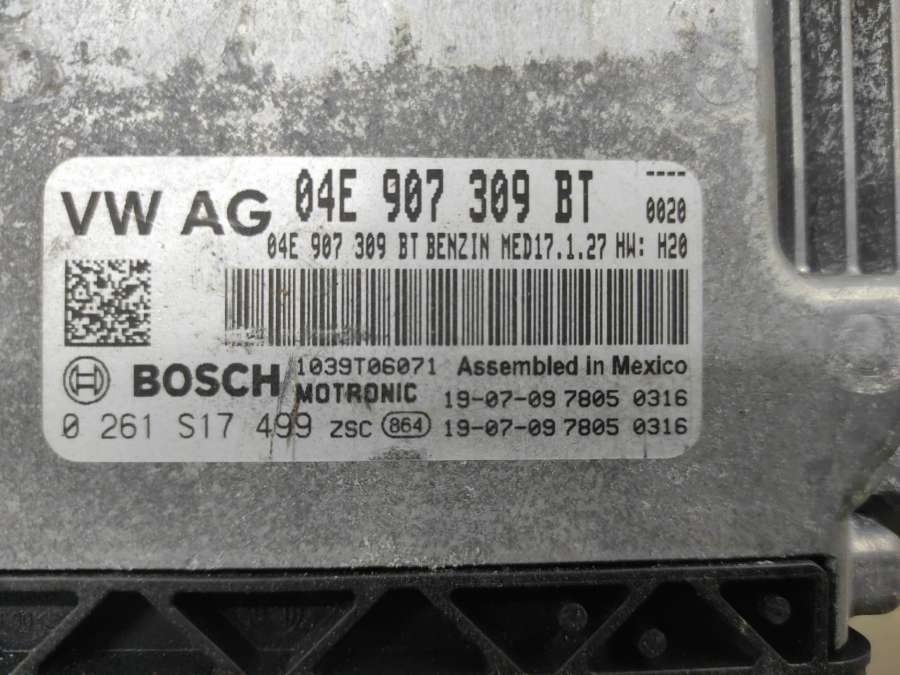 VW AG 04E 907 309 BT ----
0020
04E 907 309 BT BENZIN MED17.1.27 HW: H20
BOSCH 1039T06071 Assembled in Mexico
MOTRONIC 19-07-09 7805 0316
0 261 S17 499 ZSC 864 19-07-09 7805 0316